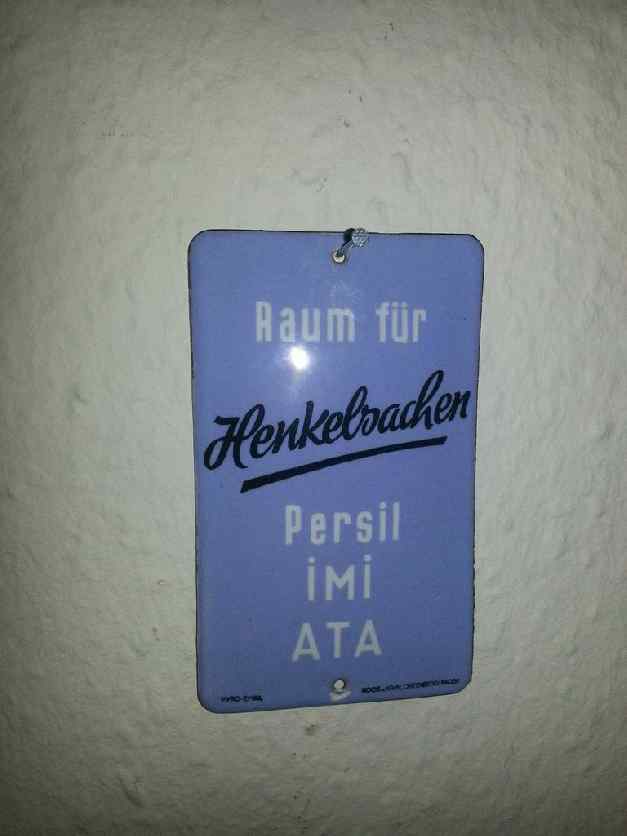 Raum für
Henkelsachen
Persil
iMi
ATA